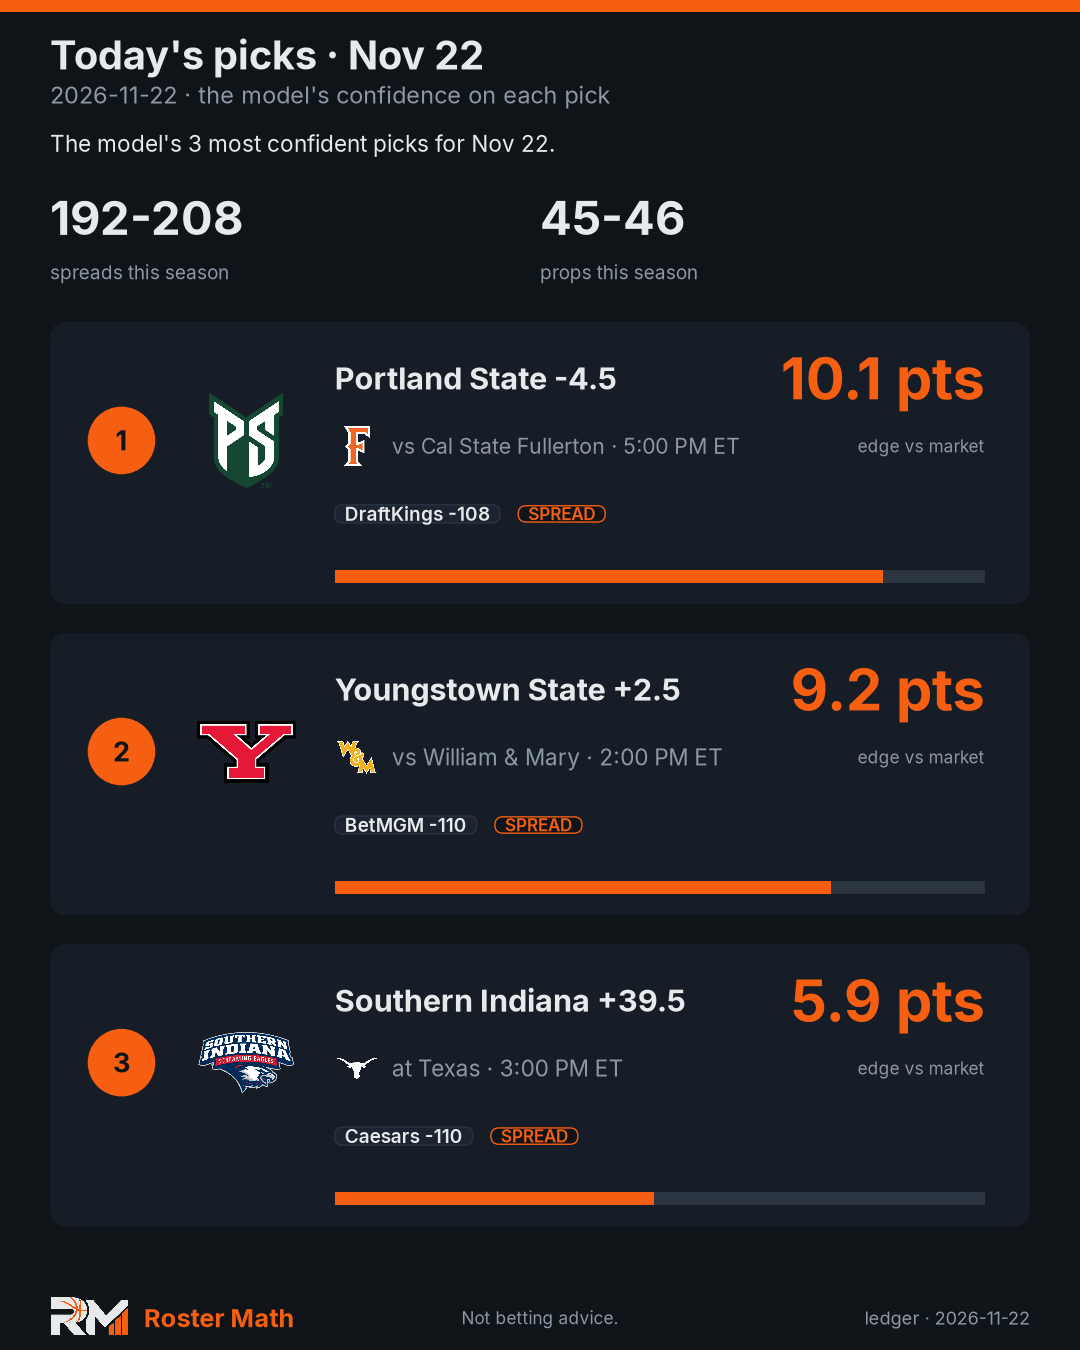 Today's picks · Nov 22
2026-11-22 · the model's confidence on each pick
The model's 3 most confident picks for Nov 22.
192-208
spreads this season
45-46
props this season
1
PS
TM
Portland State -4.5
F
vs Cal State Fullerton · 5:00 PM ET
DraftKings -108
SPREAD
10.1 pts
edge vs market
2
Y
Youngstown State +2.5
W&M
vs William & Mary · 2:00 PM ET
BetMGM -110
SPREAD
9.2 pts
edge vs market
3
SOUTHERN
INDIANA
SCREAMING EAGLES
Southern Indiana +39.5
at Texas · 3:00 PM ET
Caesars -110
SPREAD
5.9 pts
edge vs market
RM
Roster Math
Not betting advice.
ledger · 2026-11-22